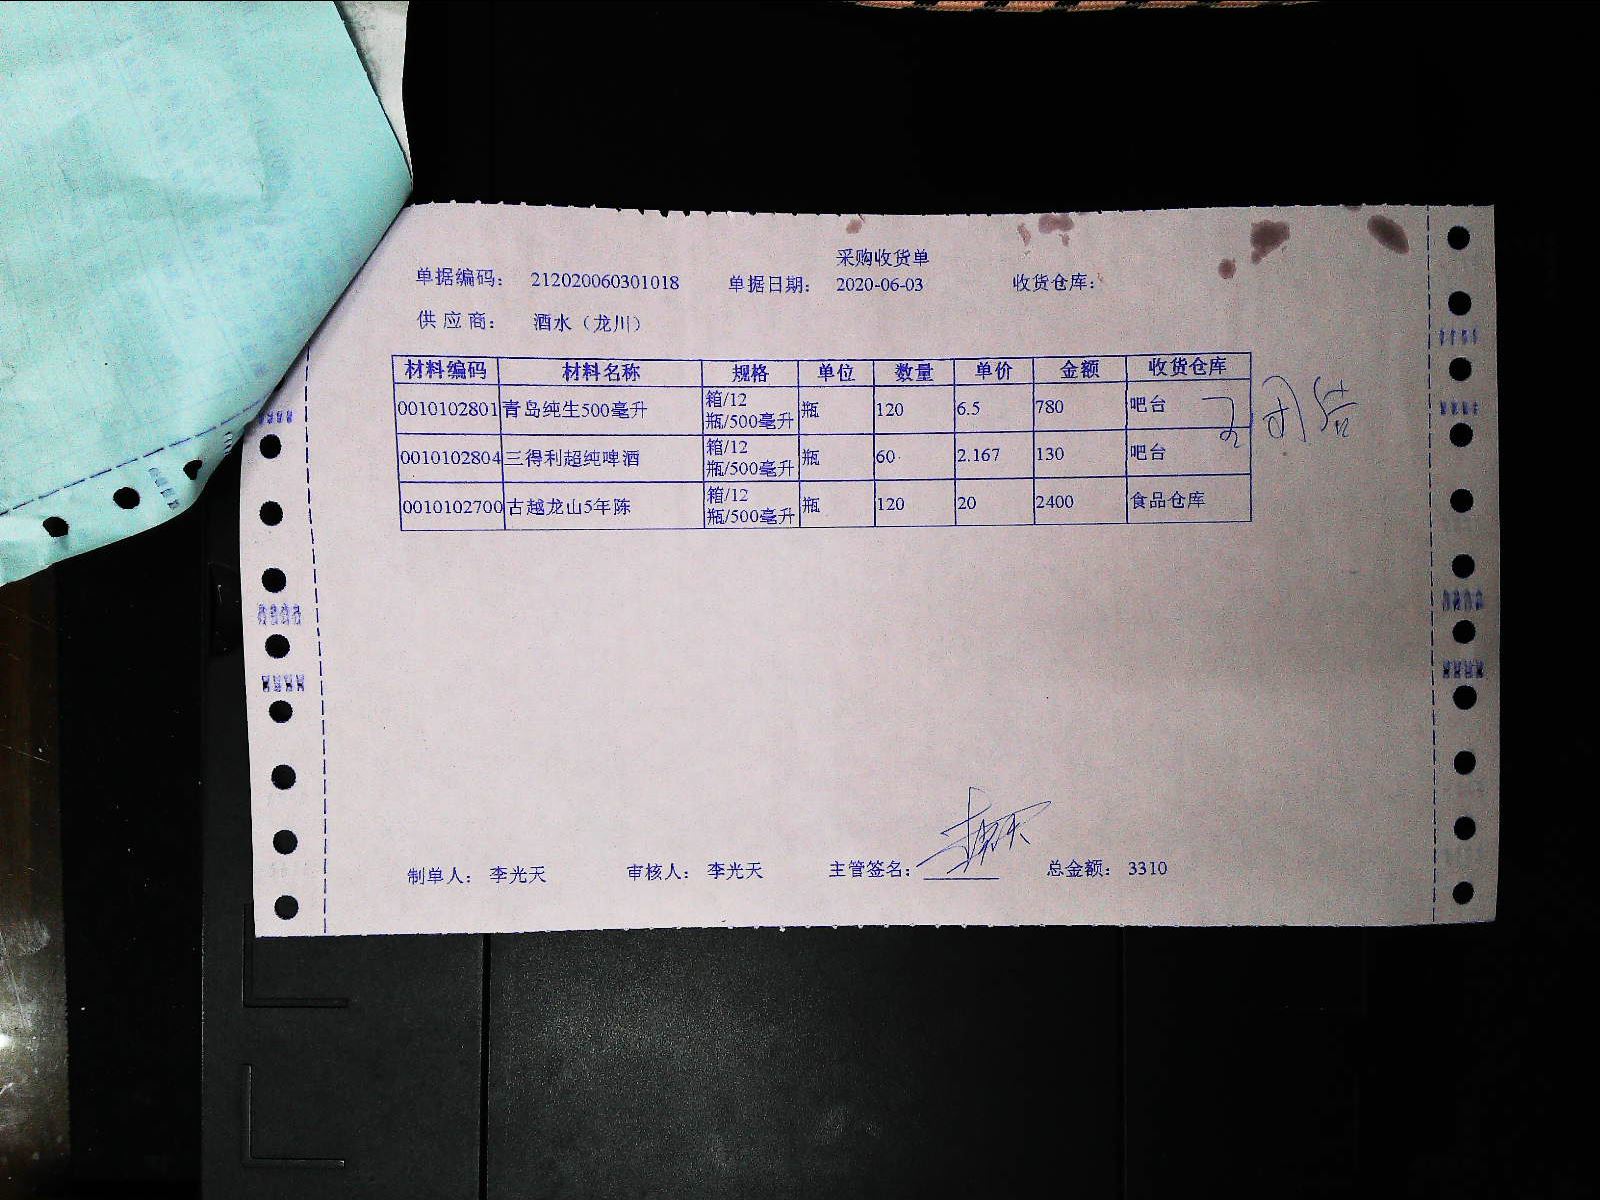 采购收货单
单据编码： 212020060301018 单据日期： 2020-06-03 收货仓库：
供应商： 酒水（龙川）
材料编码 材料名称 规格 单位 数量 单价 金额 收货仓库
0010102801 青岛纯生500毫升 箱/12瓶/500毫升 瓶 120 6.5 780 吧台
0010102804 三得利超纯啤酒 箱/12瓶/500毫升 瓶 60 2.167 130 吧台
0010102700 古越龙山5年陈 箱/12瓶/500毫升 瓶 120 20 2400 食品仓库
制单人： 李光天 审核人： 李光天 主管签名： 总金额： 3310